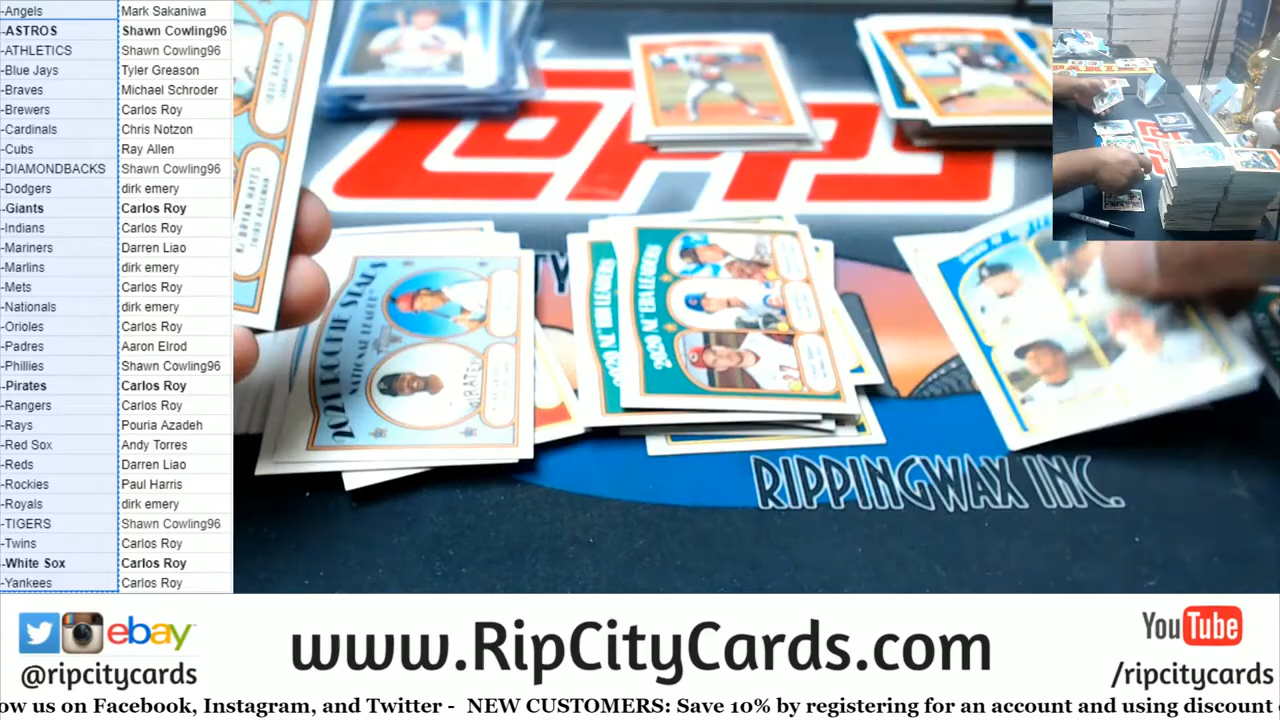 -Angels Mark Sakaniwa
-ASTROS Shawn Cowling96
-ATHLETICS Shawn Cowling96
-Blue Jays Tyler Greason
-Braves Michael Schroder
-Brewers Carlos Roy
-Cardinals Chris Notzon
-Cubs Ray Allen
-DIAMONDBACKS Shawn Cowling96
-Dodgers dirk emery
-Giants Carlos Roy
-Indians Carlos Roy
-Mariners Darren Liao
-Marlins dirk emery
-Mets Carlos Roy
-Nationals dirk emery
-Orioles Carlos Roy
-Padres Aaron Elrod
-Phillies Shawn Cowling96
-Pirates Carlos Roy
-Rangers Carlos Roy
-Rays Pouria Azadeh
-Red Sox Andy Torres
-Reds Darren Liao
-Rockies Paul Harris
-Royals dirk emery
-TIGERS Shawn Cowling96
-Twins Carlos Roy
-White Sox Carlos Roy
-Yankees Carlos Roy
topps
2021 ROOKIE STARS
NATIONAL LEAGUE
PIRATES
2020 NL ERA LEADERS
RIPPINGWAX INC.
ebay
@ripcitycards
www.RipCityCards.com
YouTube
/ripcitycards
ow us on Facebook, Instagram, and Twitter - NEW CUSTOMERS: Save 10% by registering for an account and using discount